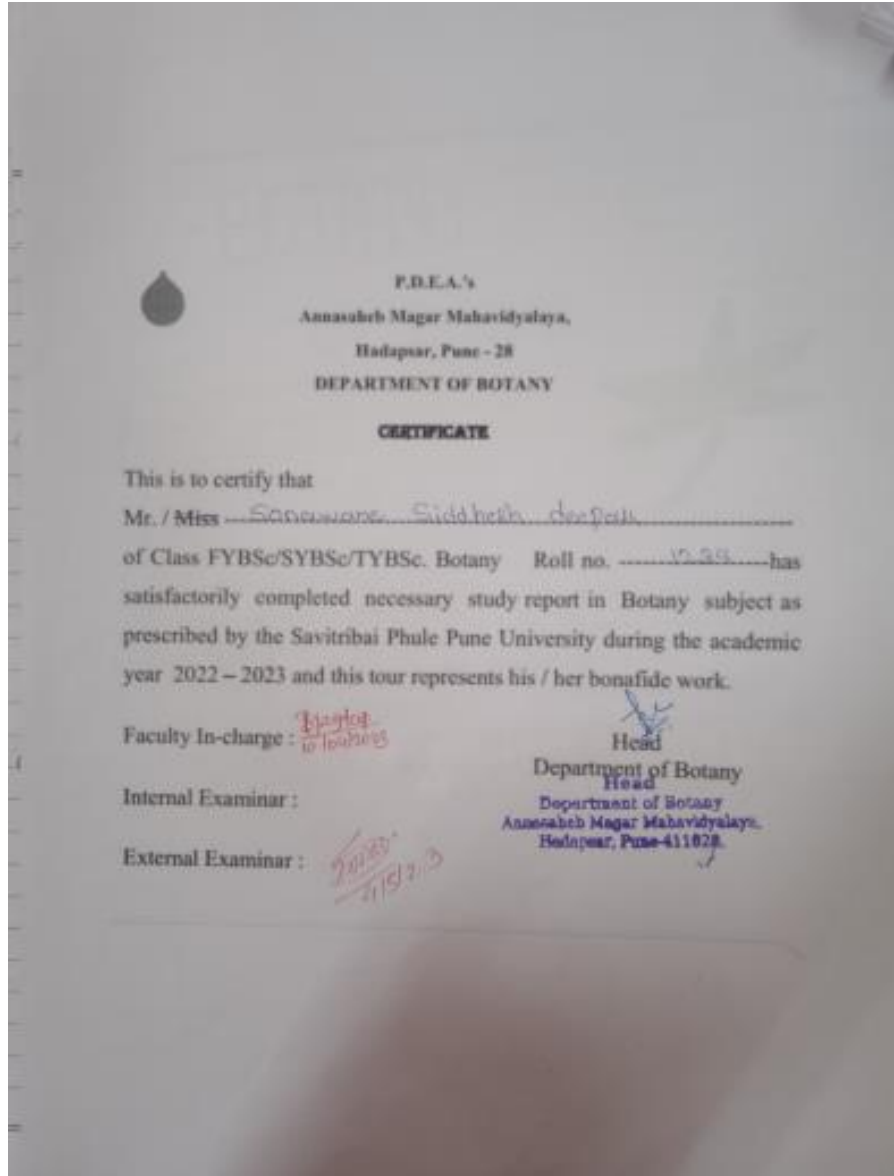 P.D.E.A.'s
Annasaheb Magar Mahavidyalaya,
Hadapsar, Pune - 28
DEPARTMENT OF BOTANY
CERTIFICATE
This is to certify that
Mr. / Miss Sonawane Siddhesh
of Class FYBSc/SYBSc/TYBSc. Botany Roll no. has
satisfactorily completed necessary study report in Botany subject as
prescribed by the Savitribai Phule Pune University during the academic
year 2022 – 2023 and this tour represents his / her bonafide work.
Faculty In-charge :
10/04/2023
Head
Department of Botany
Head
Department of Botany
Annasaheb Magar Mahavidyalaya,
Hadapsar, Pune-411028.
Internal Examinar :
External Examinar :